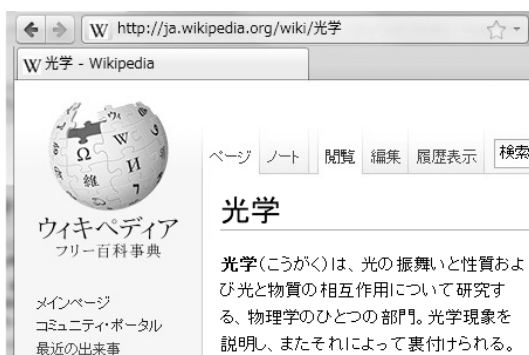 http://ja.wikipedia.org/wiki/光学
W 光学 - Wikipedia
Ω W И
維 7
ウィキペディア
フリー百科事典
ページ ノート 閲覧 編集 履歴表示 検索
光学
光学(こうがく)は、光の振舞いと性質およ
び光と物質の相互作用について研究す
る、物理学のひとつの部門。光学現象を
説明し、またそれによって裏付けられる。
メインページ
コミュニティ・ポータル
最近の出来事